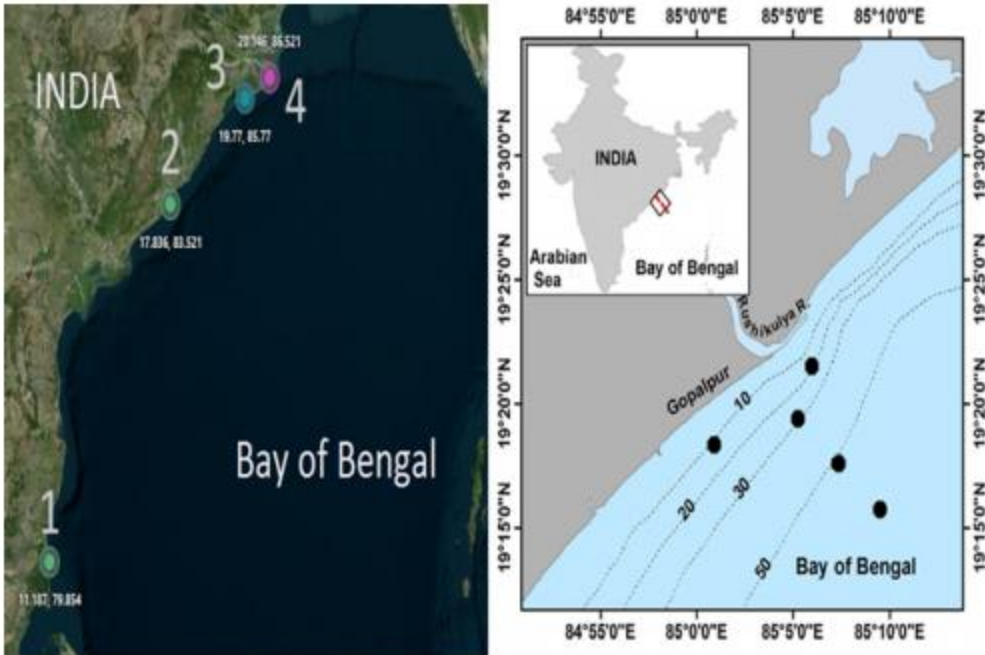 INDIA
3
20.146, 86.521
4
19.77, 85.77
2
17.836, 83.521
Bay of Bengal
1
11.187, 79.854
84°55'0"E
85°0'0"E
85°5'0"E
85°10'0"E
INDIA
Arabian
Sea
Bay of Bengal
19°30'0"N
19°30'0"N
19°25'0"N
19°25'0"N
Rushikulya R.
Gopalpur
10
20
30
50
19°20'0"N
19°20'0"N
19°15'0"N
19°15'0"N
Bay of Bengal
84°55'0"E
85°0'0"E
85°5'0"E
85°10'0"E